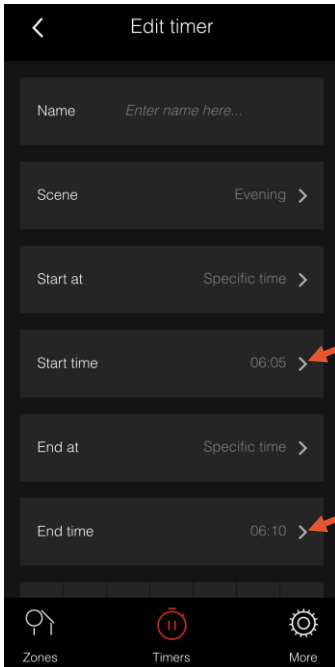 Edit timer
Name Enter name here...
Scene Evening
Start at Specific time
Start time 06:05
End at Specific time
End time 06:10
Zones Timers More